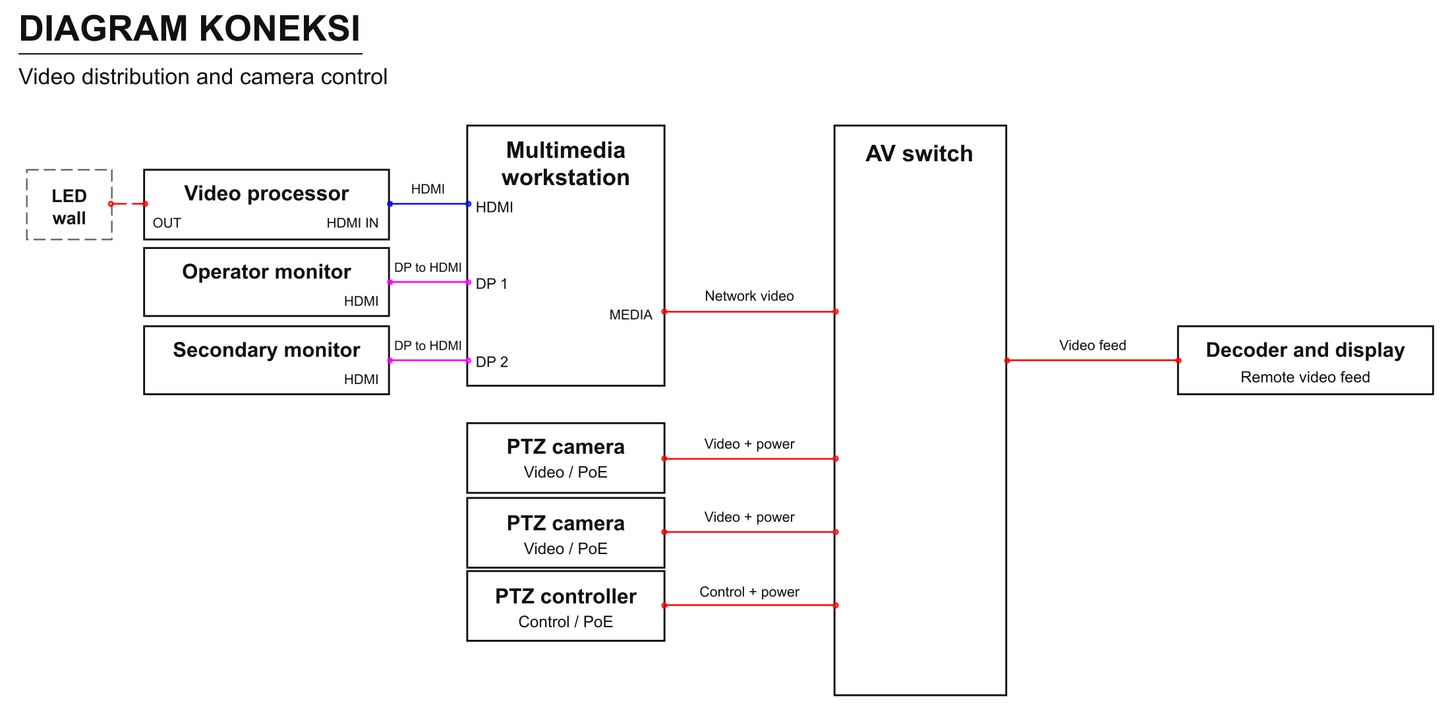 DIAGRAM KONEKSI
Video distribution and camera control
LED
wall
Video processor
OUT
HDMI IN
HDMI
Operator monitor
HDMI
DP to HDMI
Secondary monitor
HDMI
DP to HDMI
Multimedia
workstation
HDMI
DP 1
MEDIA
DP 2
Network video
AV switch
PTZ camera
Video / PoE
Video + power
PTZ camera
Video / PoE
Video + power
PTZ controller
Control / PoE
Control + power
Video feed
Decoder and display
Remote video feed